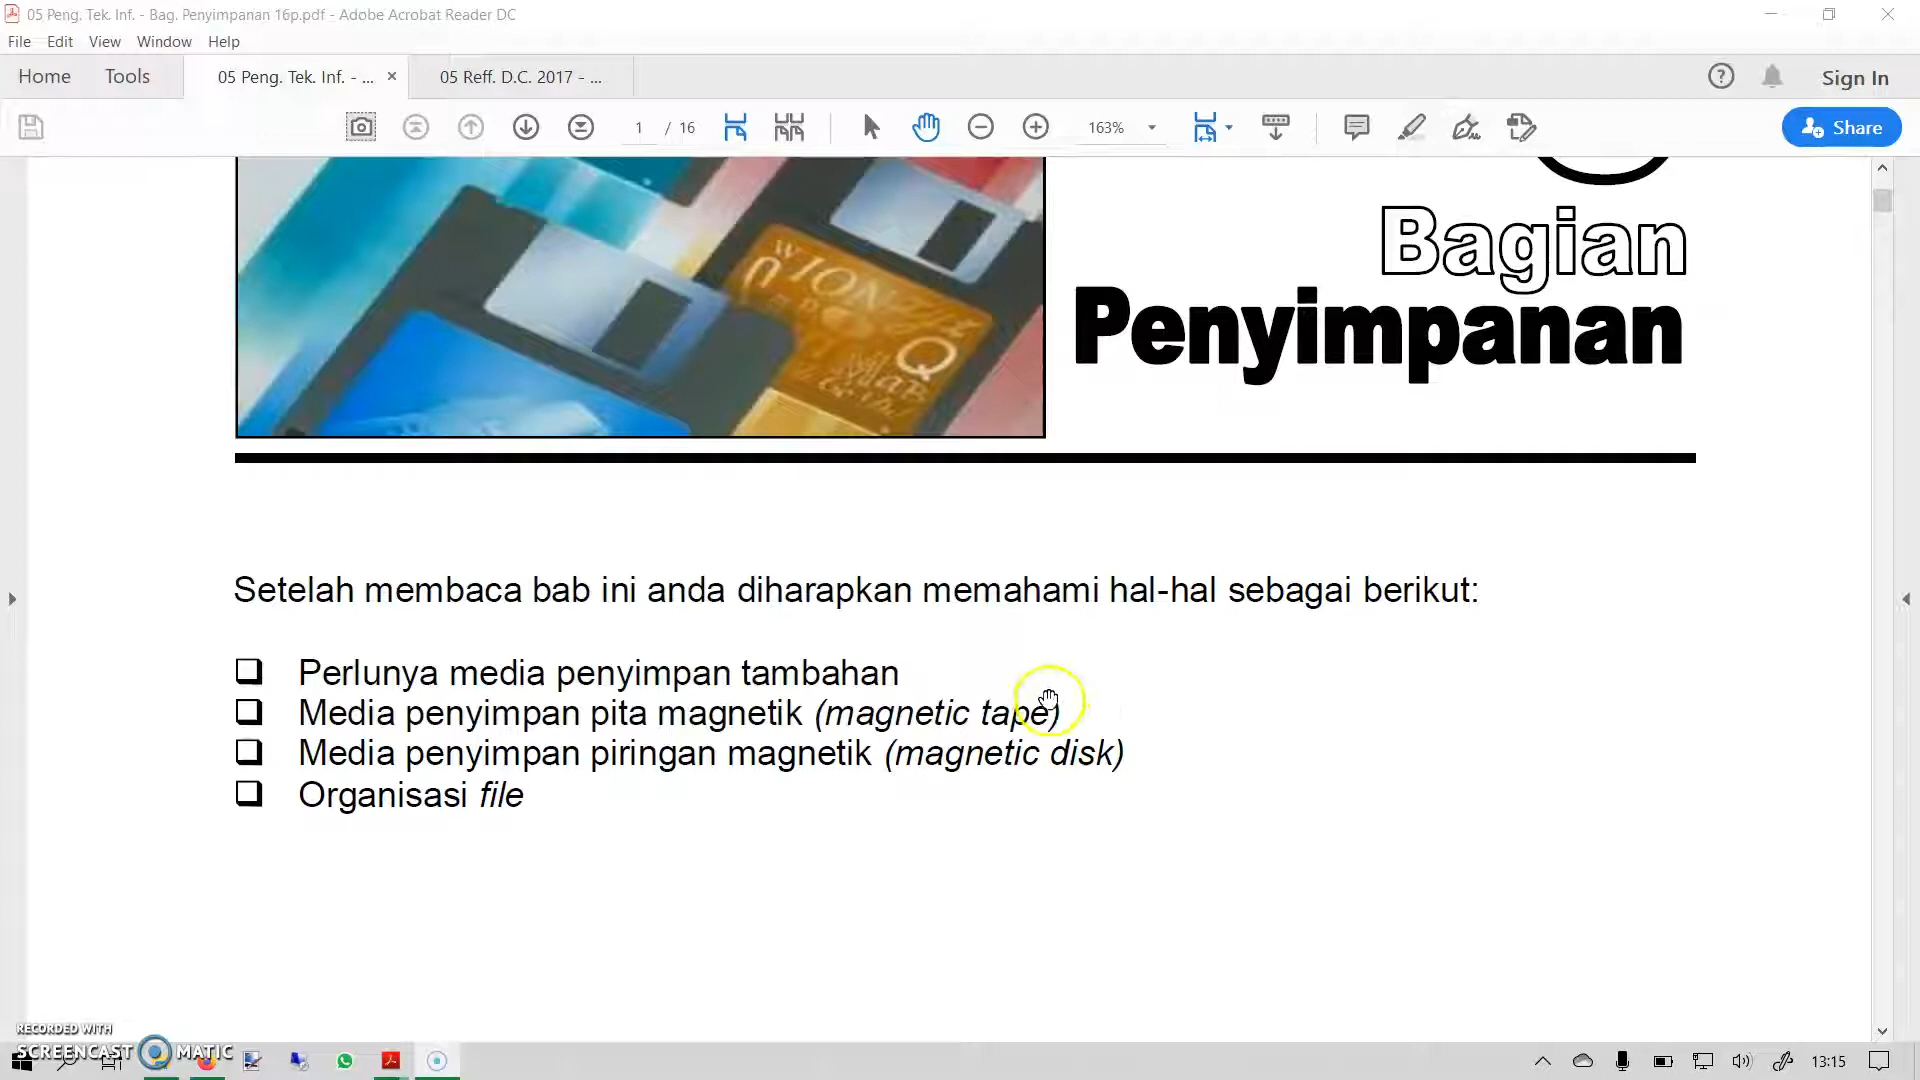 05 Peng. Tek. Inf. - Bag. Penyimpanan 16p.pdf - Adobe Acrobat Reader DC
File Edit View Window Help
Home Tools 05 Peng. Tek. Inf. - ... 05 Reff. D.C. 2017 - ... Sign In
1 / 16 163% Share
Bagian
Penyimpanan
Setelah membaca bab ini anda diharapkan memahami hal-hal sebagai berikut:
Perlunya media penyimpan tambahan
Media penyimpan pita magnetik (magnetic tape)
Media penyimpan piringan magnetik (magnetic disk)
Organisasi file
RECORDED WITH
SCREENCAST MATIC
13:15